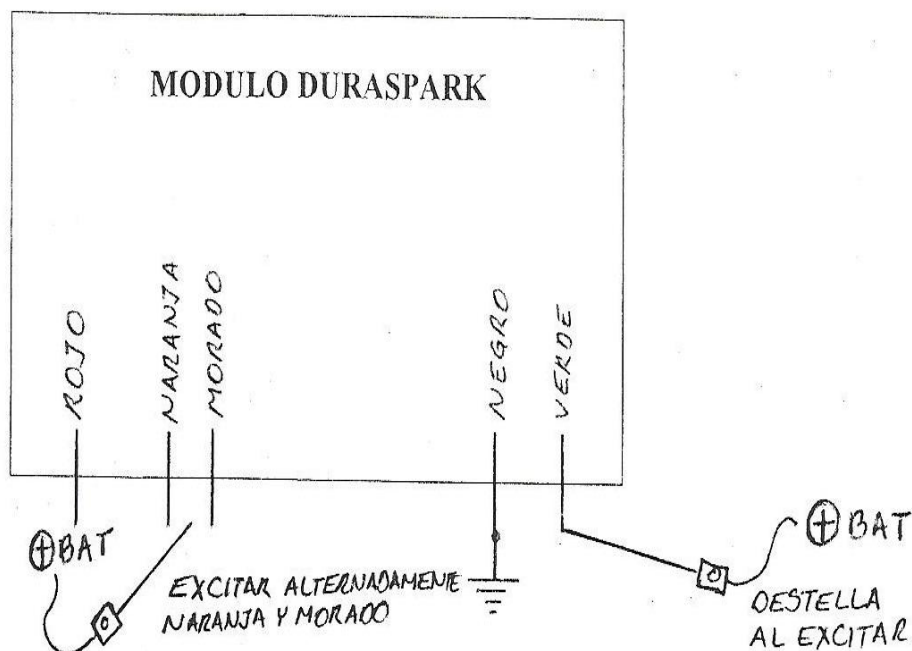 MODULO DURASPARK
ROJO
NARANJA
MORADO
NEGRO
VERDE
⊕BAT
EXCITAR ALTERNADAMENTE
NARANJA Y MORADO
⊕BAT
DESTELLA
AL EXCITAR